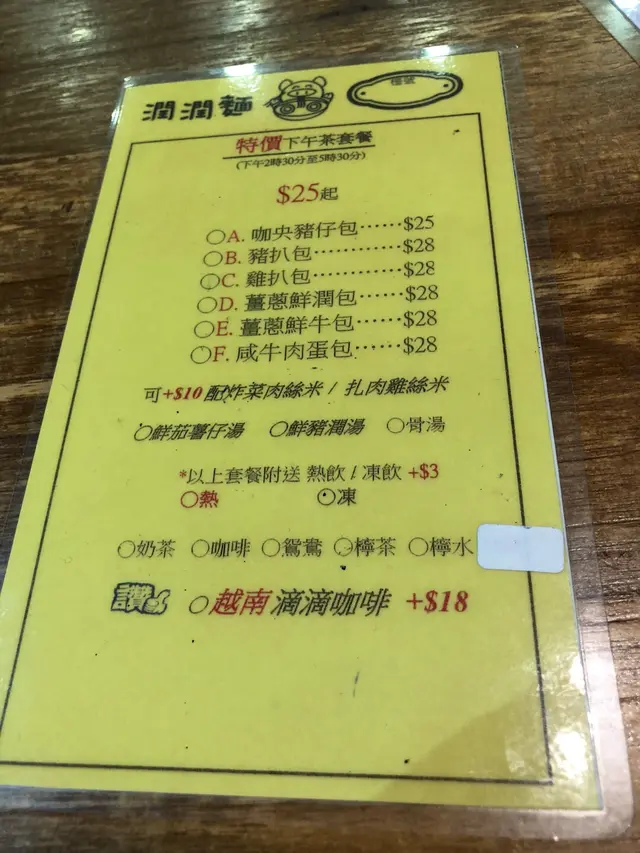 潤潤麵
檯號
特價下午茶套餐
(下午2時30分至5時30分)
$25起
○A. 咖央豬仔包……$25
○B. 豬扒包…………$28
○C. 雞扒包…………$28
○D. 薑蔥鮮潤包……$28
○E. 薑蔥鮮牛包……$28
○F. 咸牛肉蛋包……$28
可+$10配炸菜肉絲米 / 扎肉雞絲米
○鮮茄薯仔湯 ○鮮豬潤湯 ○骨湯
*以上套餐附送 熱飲 / 凍飲 +$3
○熱 ○凍
○奶茶 ○咖啡 ○鴛鴦 ○檸茶 ○檸水
讚 ○越南滴滴咖啡 +$18